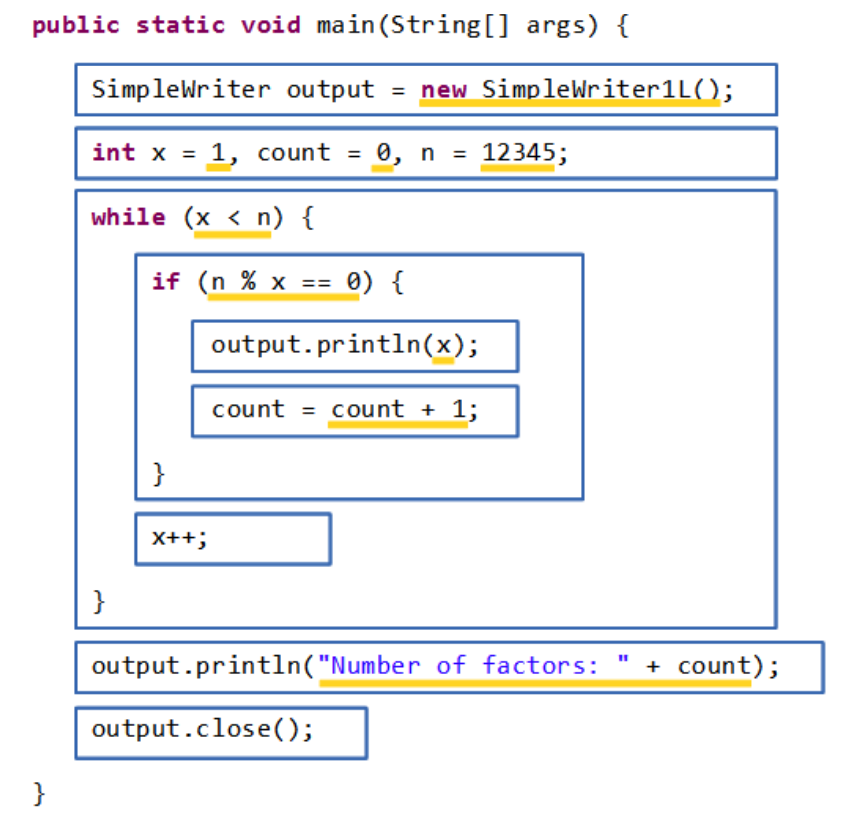 public static void main(String[] args) {
SimpleWriter output = new SimpleWriter1L();
int x = 1, count = 0, n = 12345;
while (x < n) {
if (n % x == 0) {
output.println(x);
count = count + 1;
}
x++;
}
output.println("Number of factors: " + count);
output.close();
}